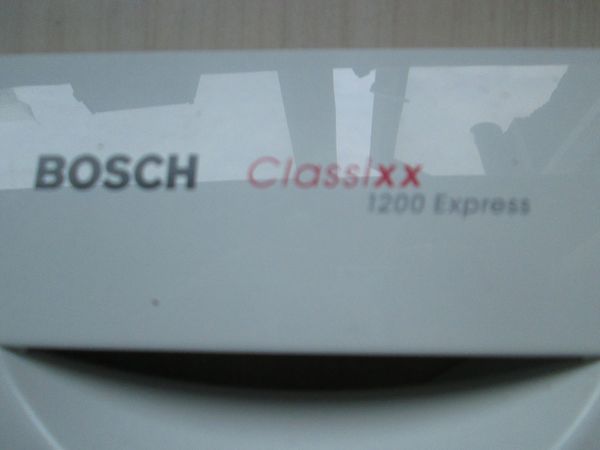 BOSCH Classixx
1200 Express